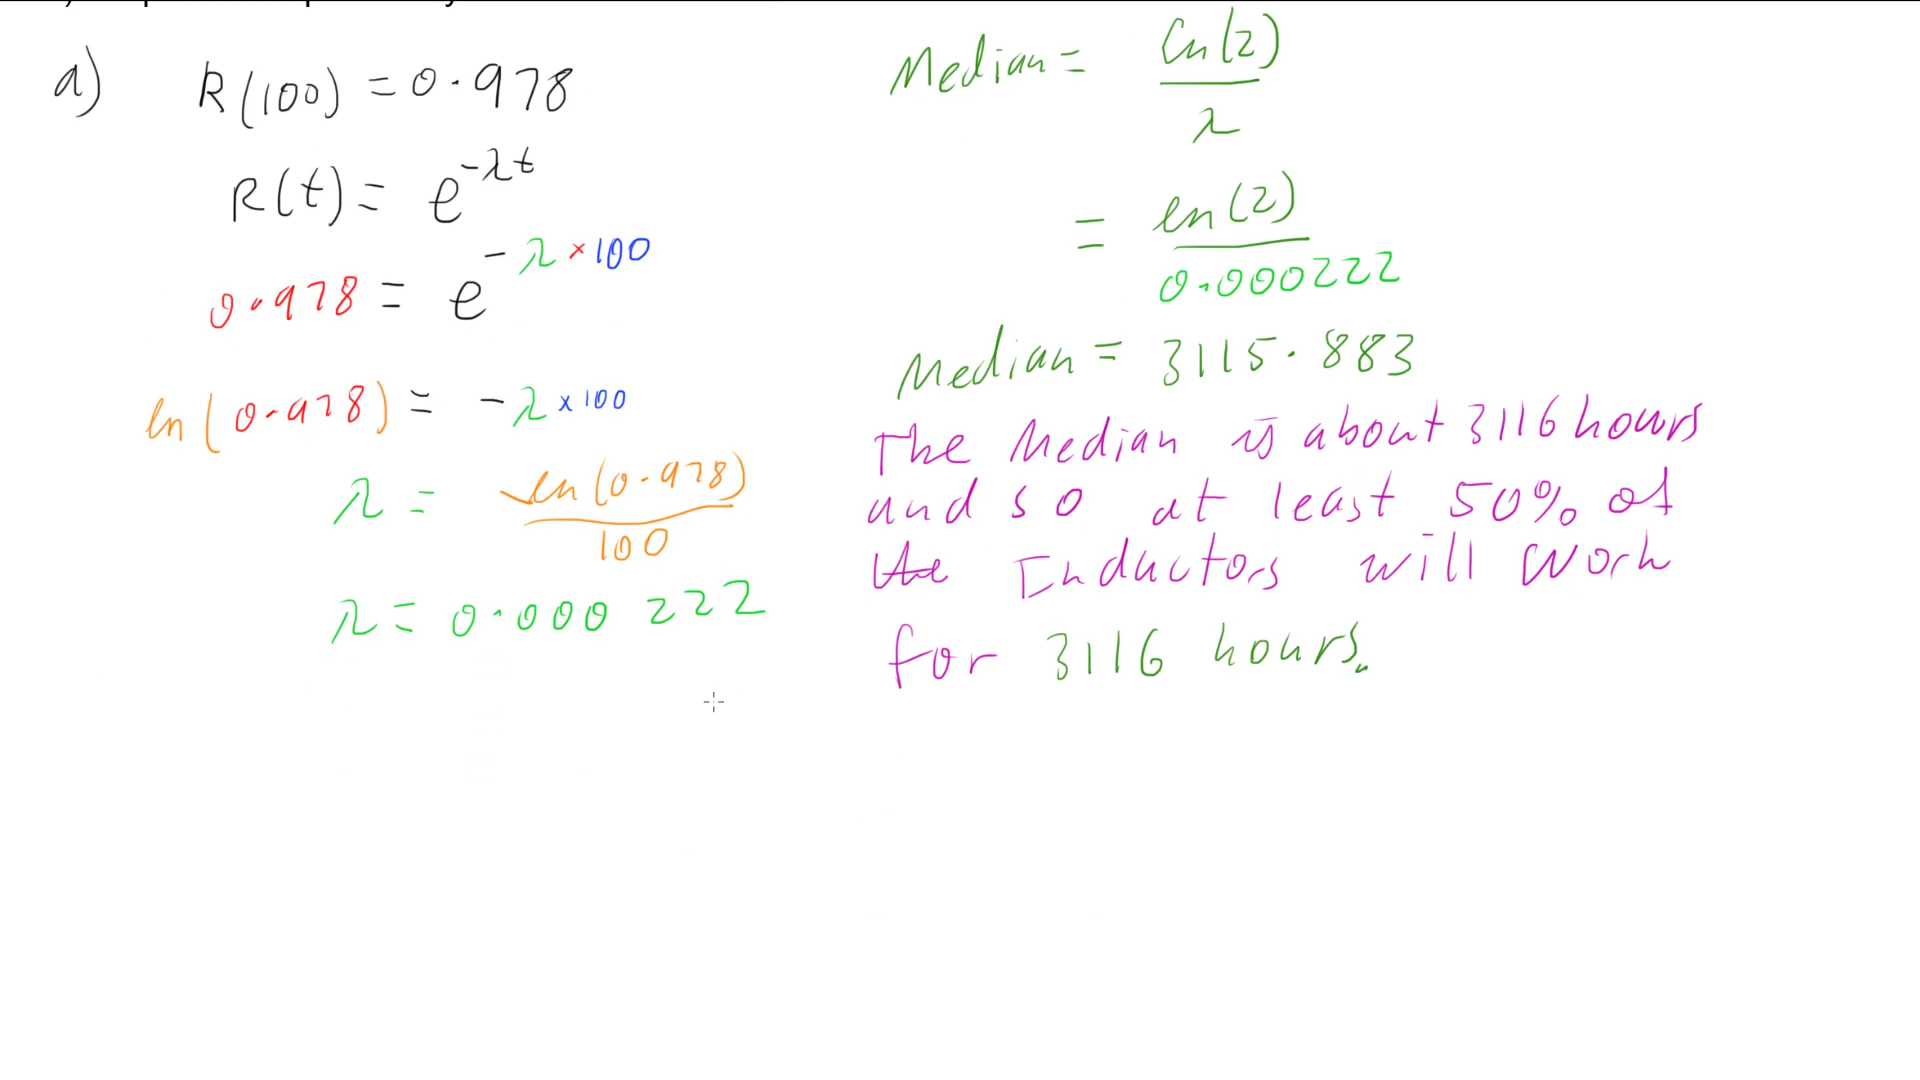 a) R(100) = 0.978
R(t) = e^-λt
0.978 = e^-λ×100
ln(0.978) = -λ×100
λ = ln(0.978)
100
λ = 0.000 222
Median = Ln(2)
λ
= ln(2)
0.000222
Median = 3115.883
The Median is about 3116 hours
and so at least 50% of
the Inductors will Work
for 3116 hours.